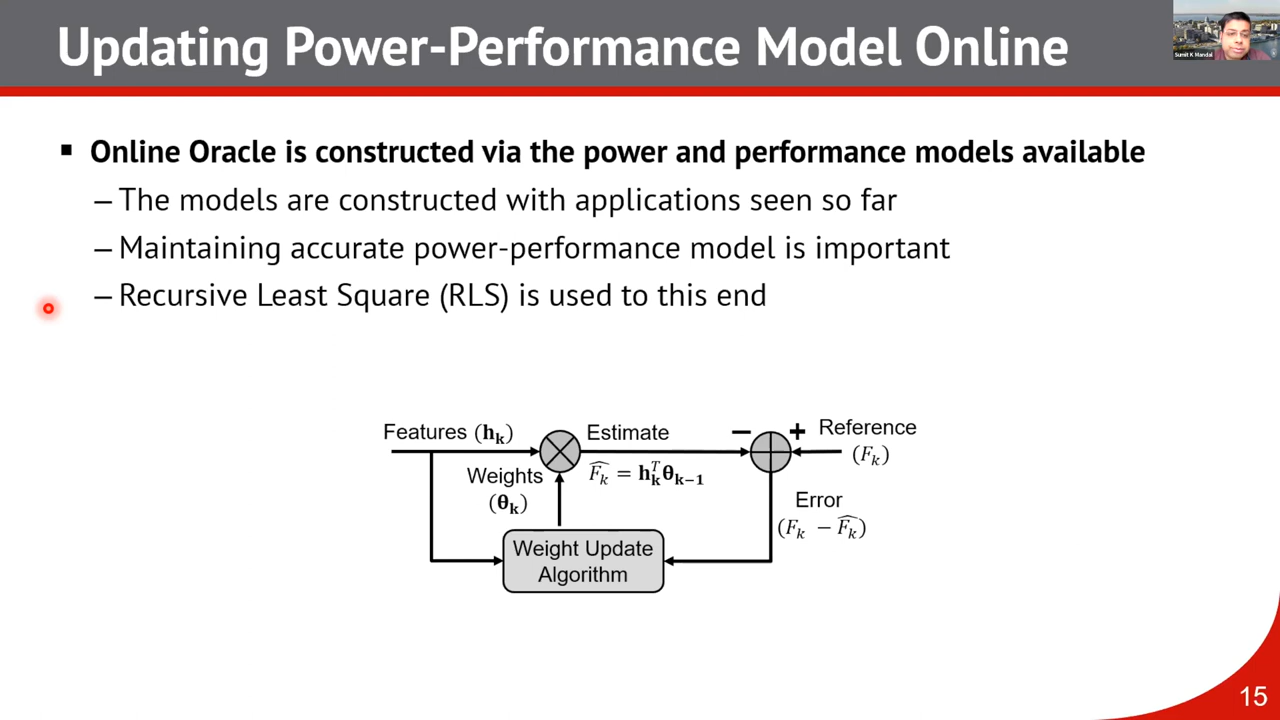 Updating Power-Performance Model Online
Sumit K Mandal
▪ Online Oracle is constructed via the power and performance models available
– The models are constructed with applications seen so far
– Maintaining accurate power-performance model is important
– Recursive Least Square (RLS) is used to this end
Features (h_k)
Estimate
− +
Reference
(F_k)
Weights
(θ_k)
F̂_k = h_k^T θ_{k−1}
Error
(F_k − F̂_k)
Weight Update
Algorithm
15